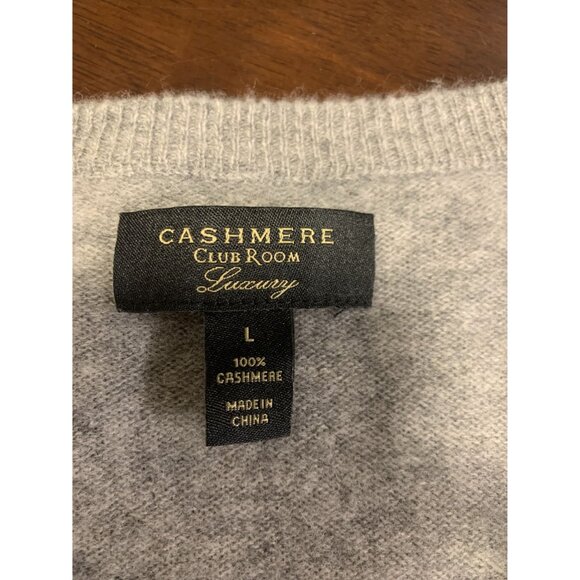 CASHMERE
CLUB ROOM
Luxury
L
100%
CASHMERE
MADE IN
CHINA